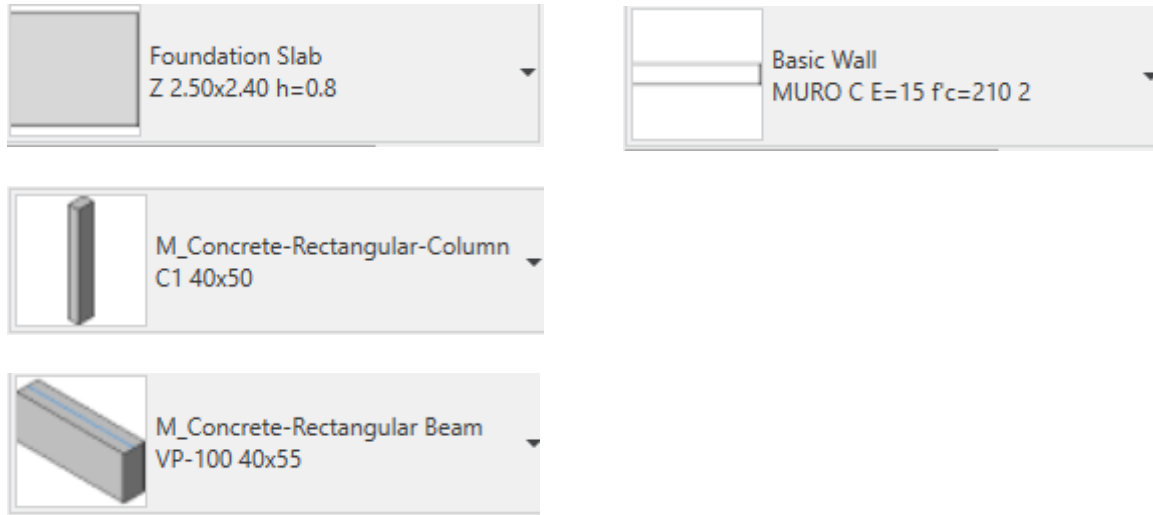 Foundation Slab
Z 2.50x2.40 h=0.8
Basic Wall
MURO C E=15 f'c=210 2
M_Concrete-Rectangular-Column
C1 40x50
M_Concrete-Rectangular Beam
VP-100 40x55